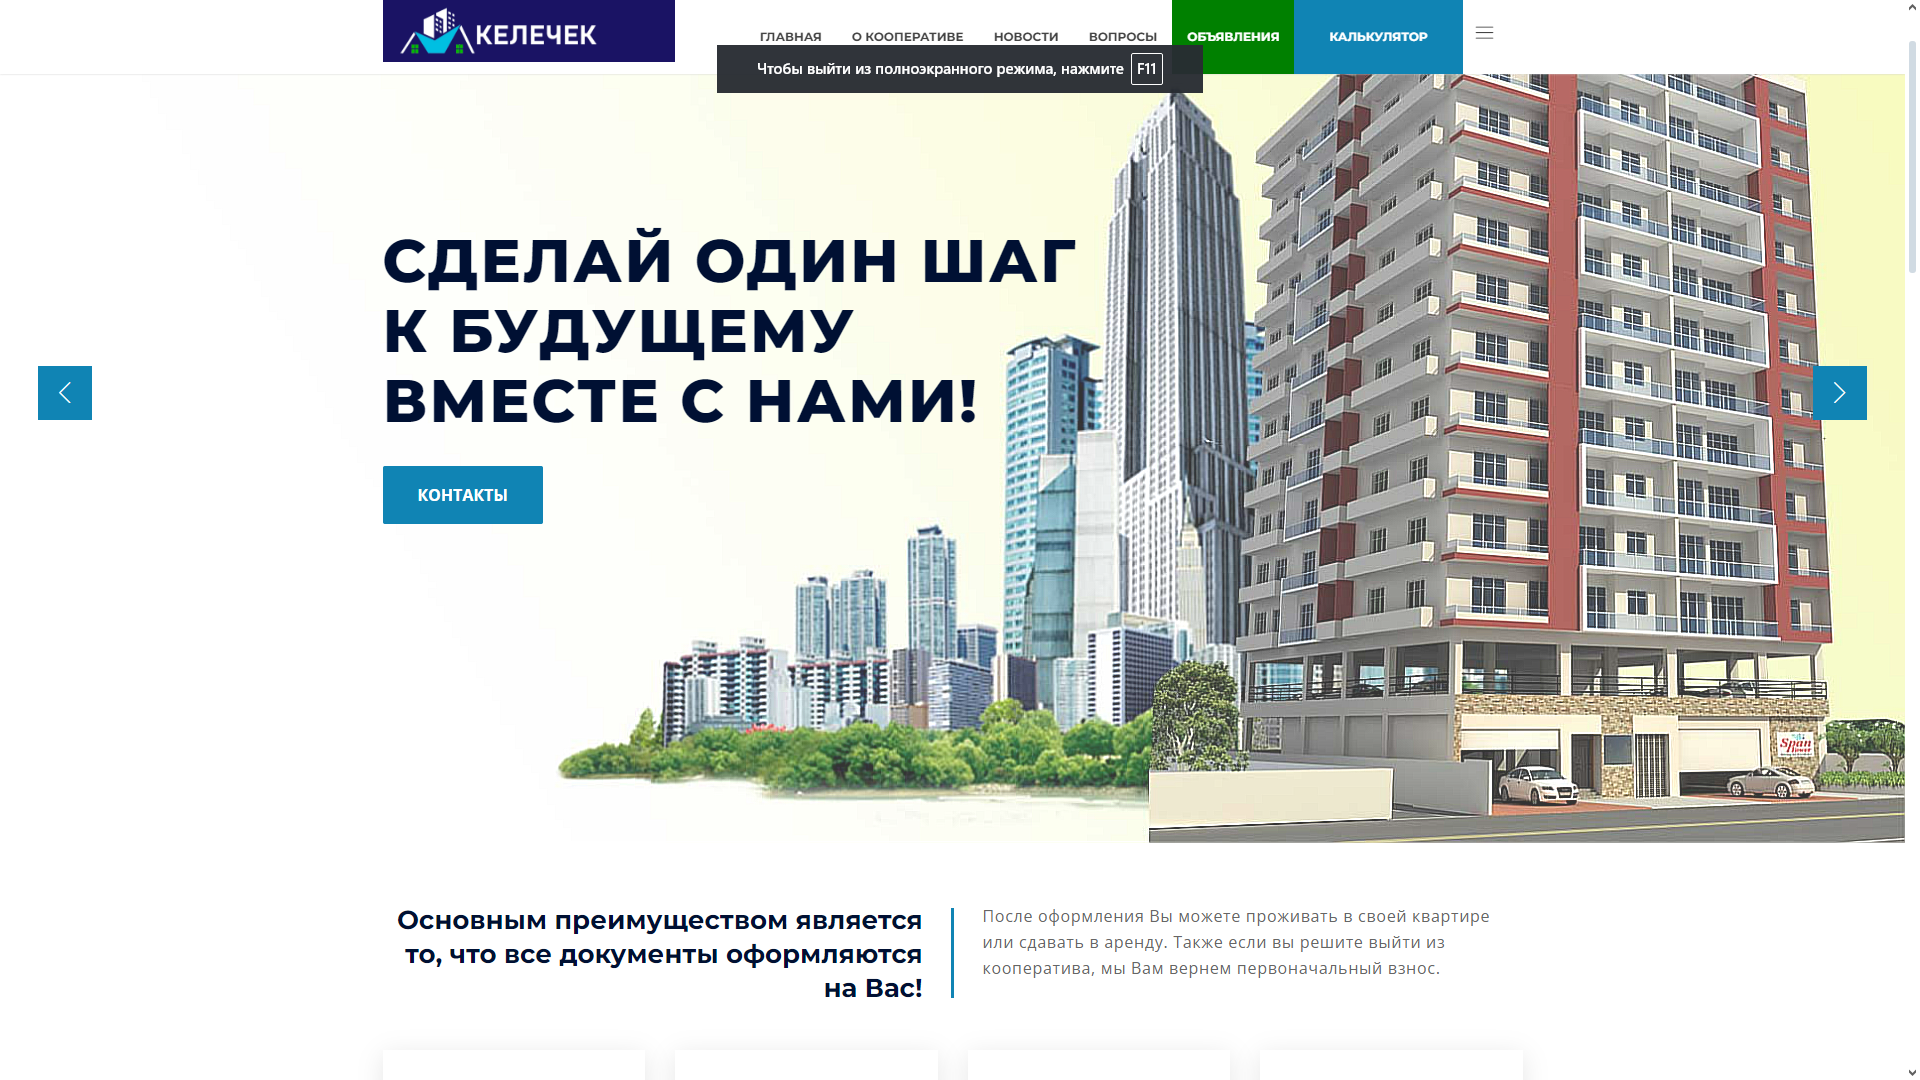 КЕЛЕЧЕК
ГЛАВНАЯ
О КООПЕРАТИВЕ
НОВОСТИ
ВОПРОСЫ
ОБЪЯВЛЕНИЯ
КАЛЬКУЛЯТОР
Чтобы выйти из полноэкранного режима, нажмите F11
СДЕЛАЙ ОДИН ШАГ
К БУДУЩЕМУ
ВМЕСТЕ С НАМИ!
КОНТАКТЫ
Span
Tower
Основным преимуществом является
то, что все документы оформляются
на Вас!
После оформления Вы можете проживать в своей квартире
или сдавать в аренду. Также если вы решите выйти из
кооператива, мы Вам вернем первоначальный взнос.